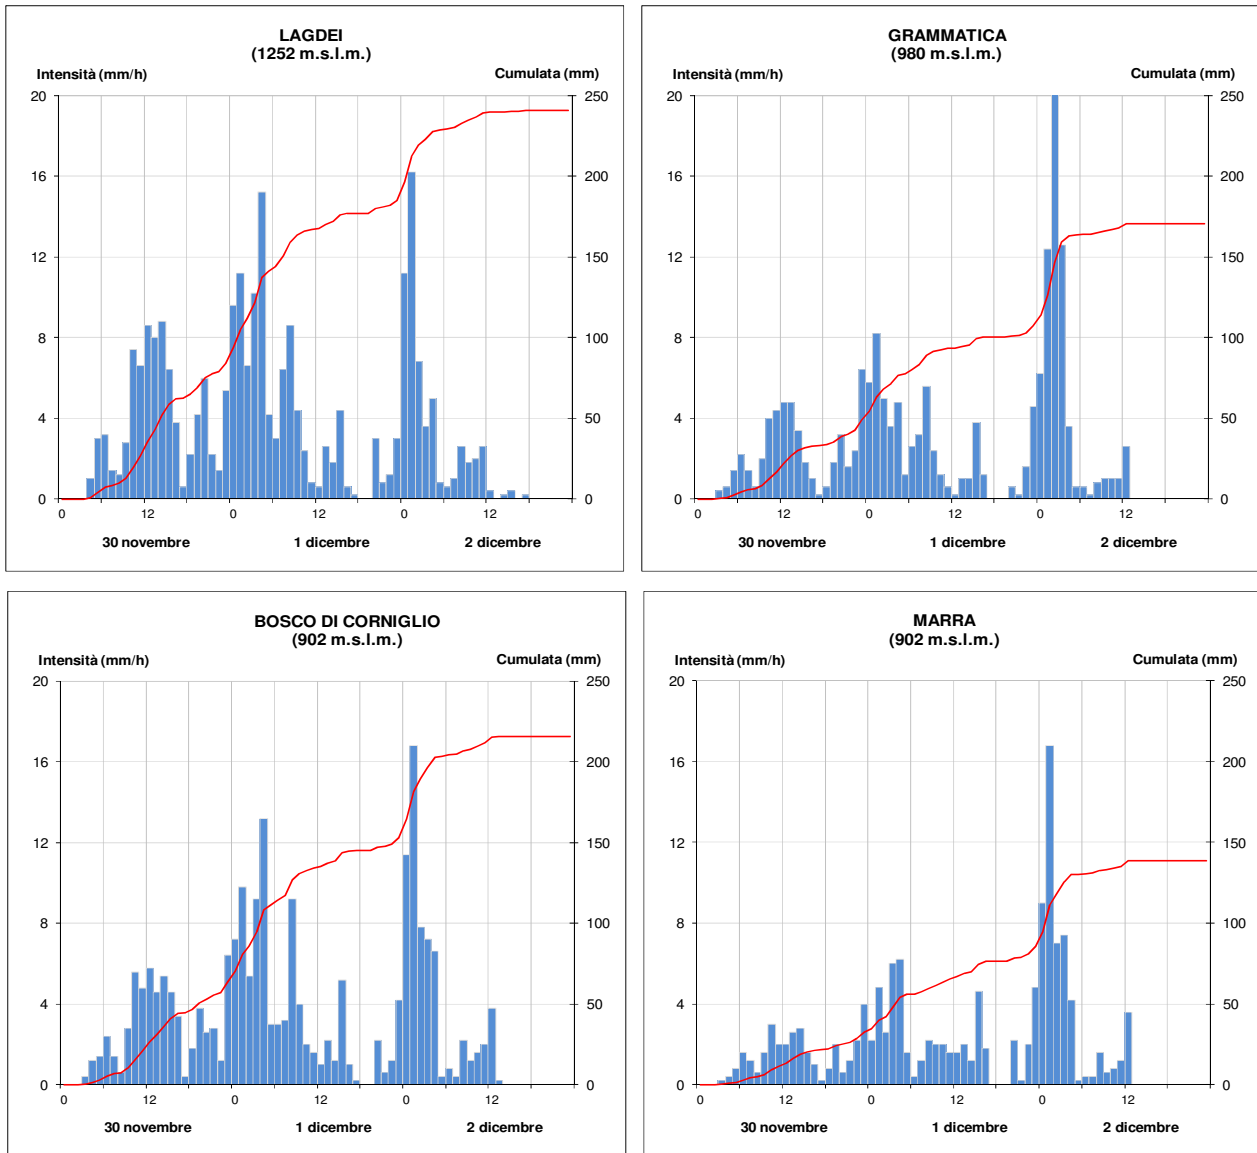 LAGDEI
(1252 m.s.l.m.)
Intensità (mm/h)
Cumulata (mm)
20
16
12
8
4
0
250
200
150
100
50
0
0
12
0
12
0
12
30 novembre
1 dicembre
2 dicembre
GRAMMATICA
(980 m.s.l.m.)
Intensità (mm/h)
Cumulata (mm)
20
16
12
8
4
0
250
200
150
100
50
0
0
12
0
12
0
12
30 novembre
1 dicembre
2 dicembre
BOSCO DI CORNIGLIO
(902 m.s.l.m.)
Intensità (mm/h)
Cumulata (mm)
20
16
12
8
4
0
250
200
150
100
50
0
0
12
0
12
0
12
30 novembre
1 dicembre
2 dicembre
MARRA
(902 m.s.l.m.)
Intensità (mm/h)
Cumulata (mm)
20
16
12
8
4
0
250
200
150
100
50
0
0
12
0
12
0
12
30 novembre
1 dicembre
2 dicembre